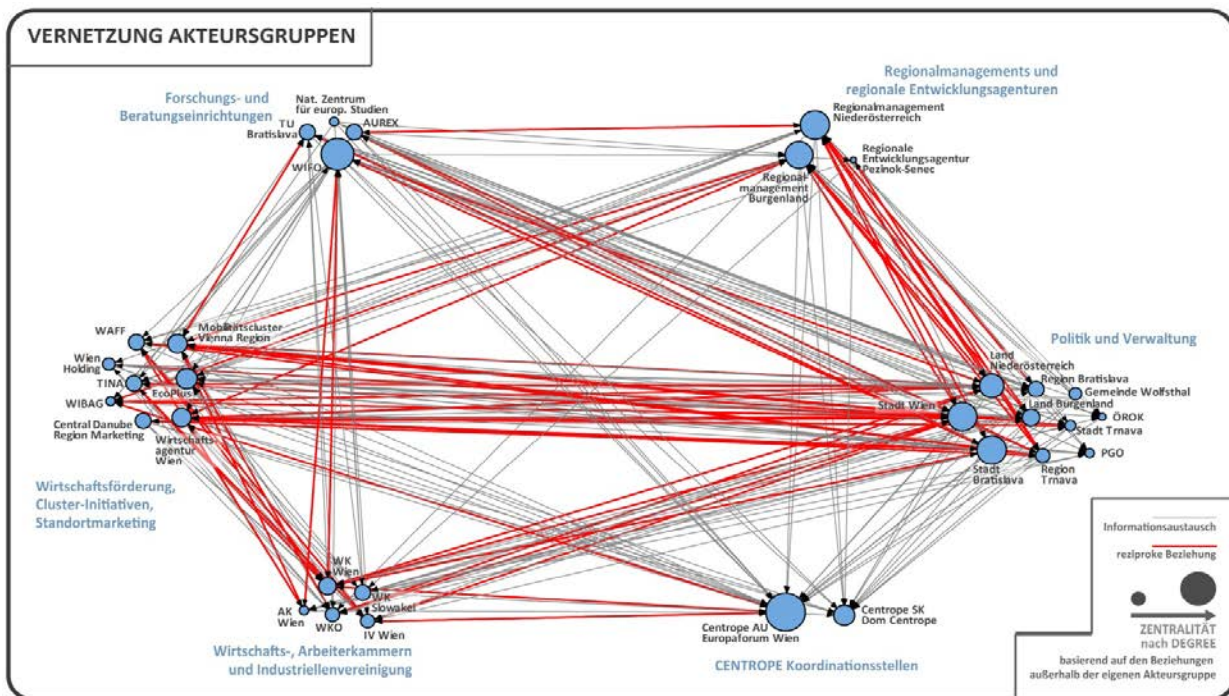 VERNETZUNG AKTEURSGRUPPEN
Forschungs- und
Beratungseinrichtungen
Nat. Zentrum
für europ. Studien
TU
Bratislava
AUREX
WIFO
Regionalmanagements und
regionale Entwicklungsagenturen
Regionalmanagement
Niederösterreich
Regionale
Entwicklungsagentur
Pezinok-Senec
Regional-
management
Burgenland
WAFF
Mobilitätscluster
Vienna Region
Wien
Holding
TINA
EcoPlus
WIBAG
Central Danube
Region Marketing
Wirtschafts-
agentur
Wien
Wirtschaftsförderung,
Cluster-Initiativen,
Standortmarketing
Politik und Verwaltung
Land
Niederösterreich
Region Bratislava
Gemeinde Wolfsthal
Stadt Wien
Land Burgenland
ÖROK
Stadt Trnava
PGO
Stadt
Bratislava
Region
Trnava
WK
Wien
WK
Slowakei
AK
Wien
WKO
IV Wien
Wirtschafts-, Arbeiterkammern
und Industriellenvereinigung
Centrope AU
Europaforum Wien
Centrope SK
Dom Centrope
CENTROPE Koordinationsstellen
Informationsaustausch
reziproke Beziehung
ZENTRALITÄT
nach DEGREE
basierend auf den Beziehungen
außerhalb der eigenen Akteursgruppe